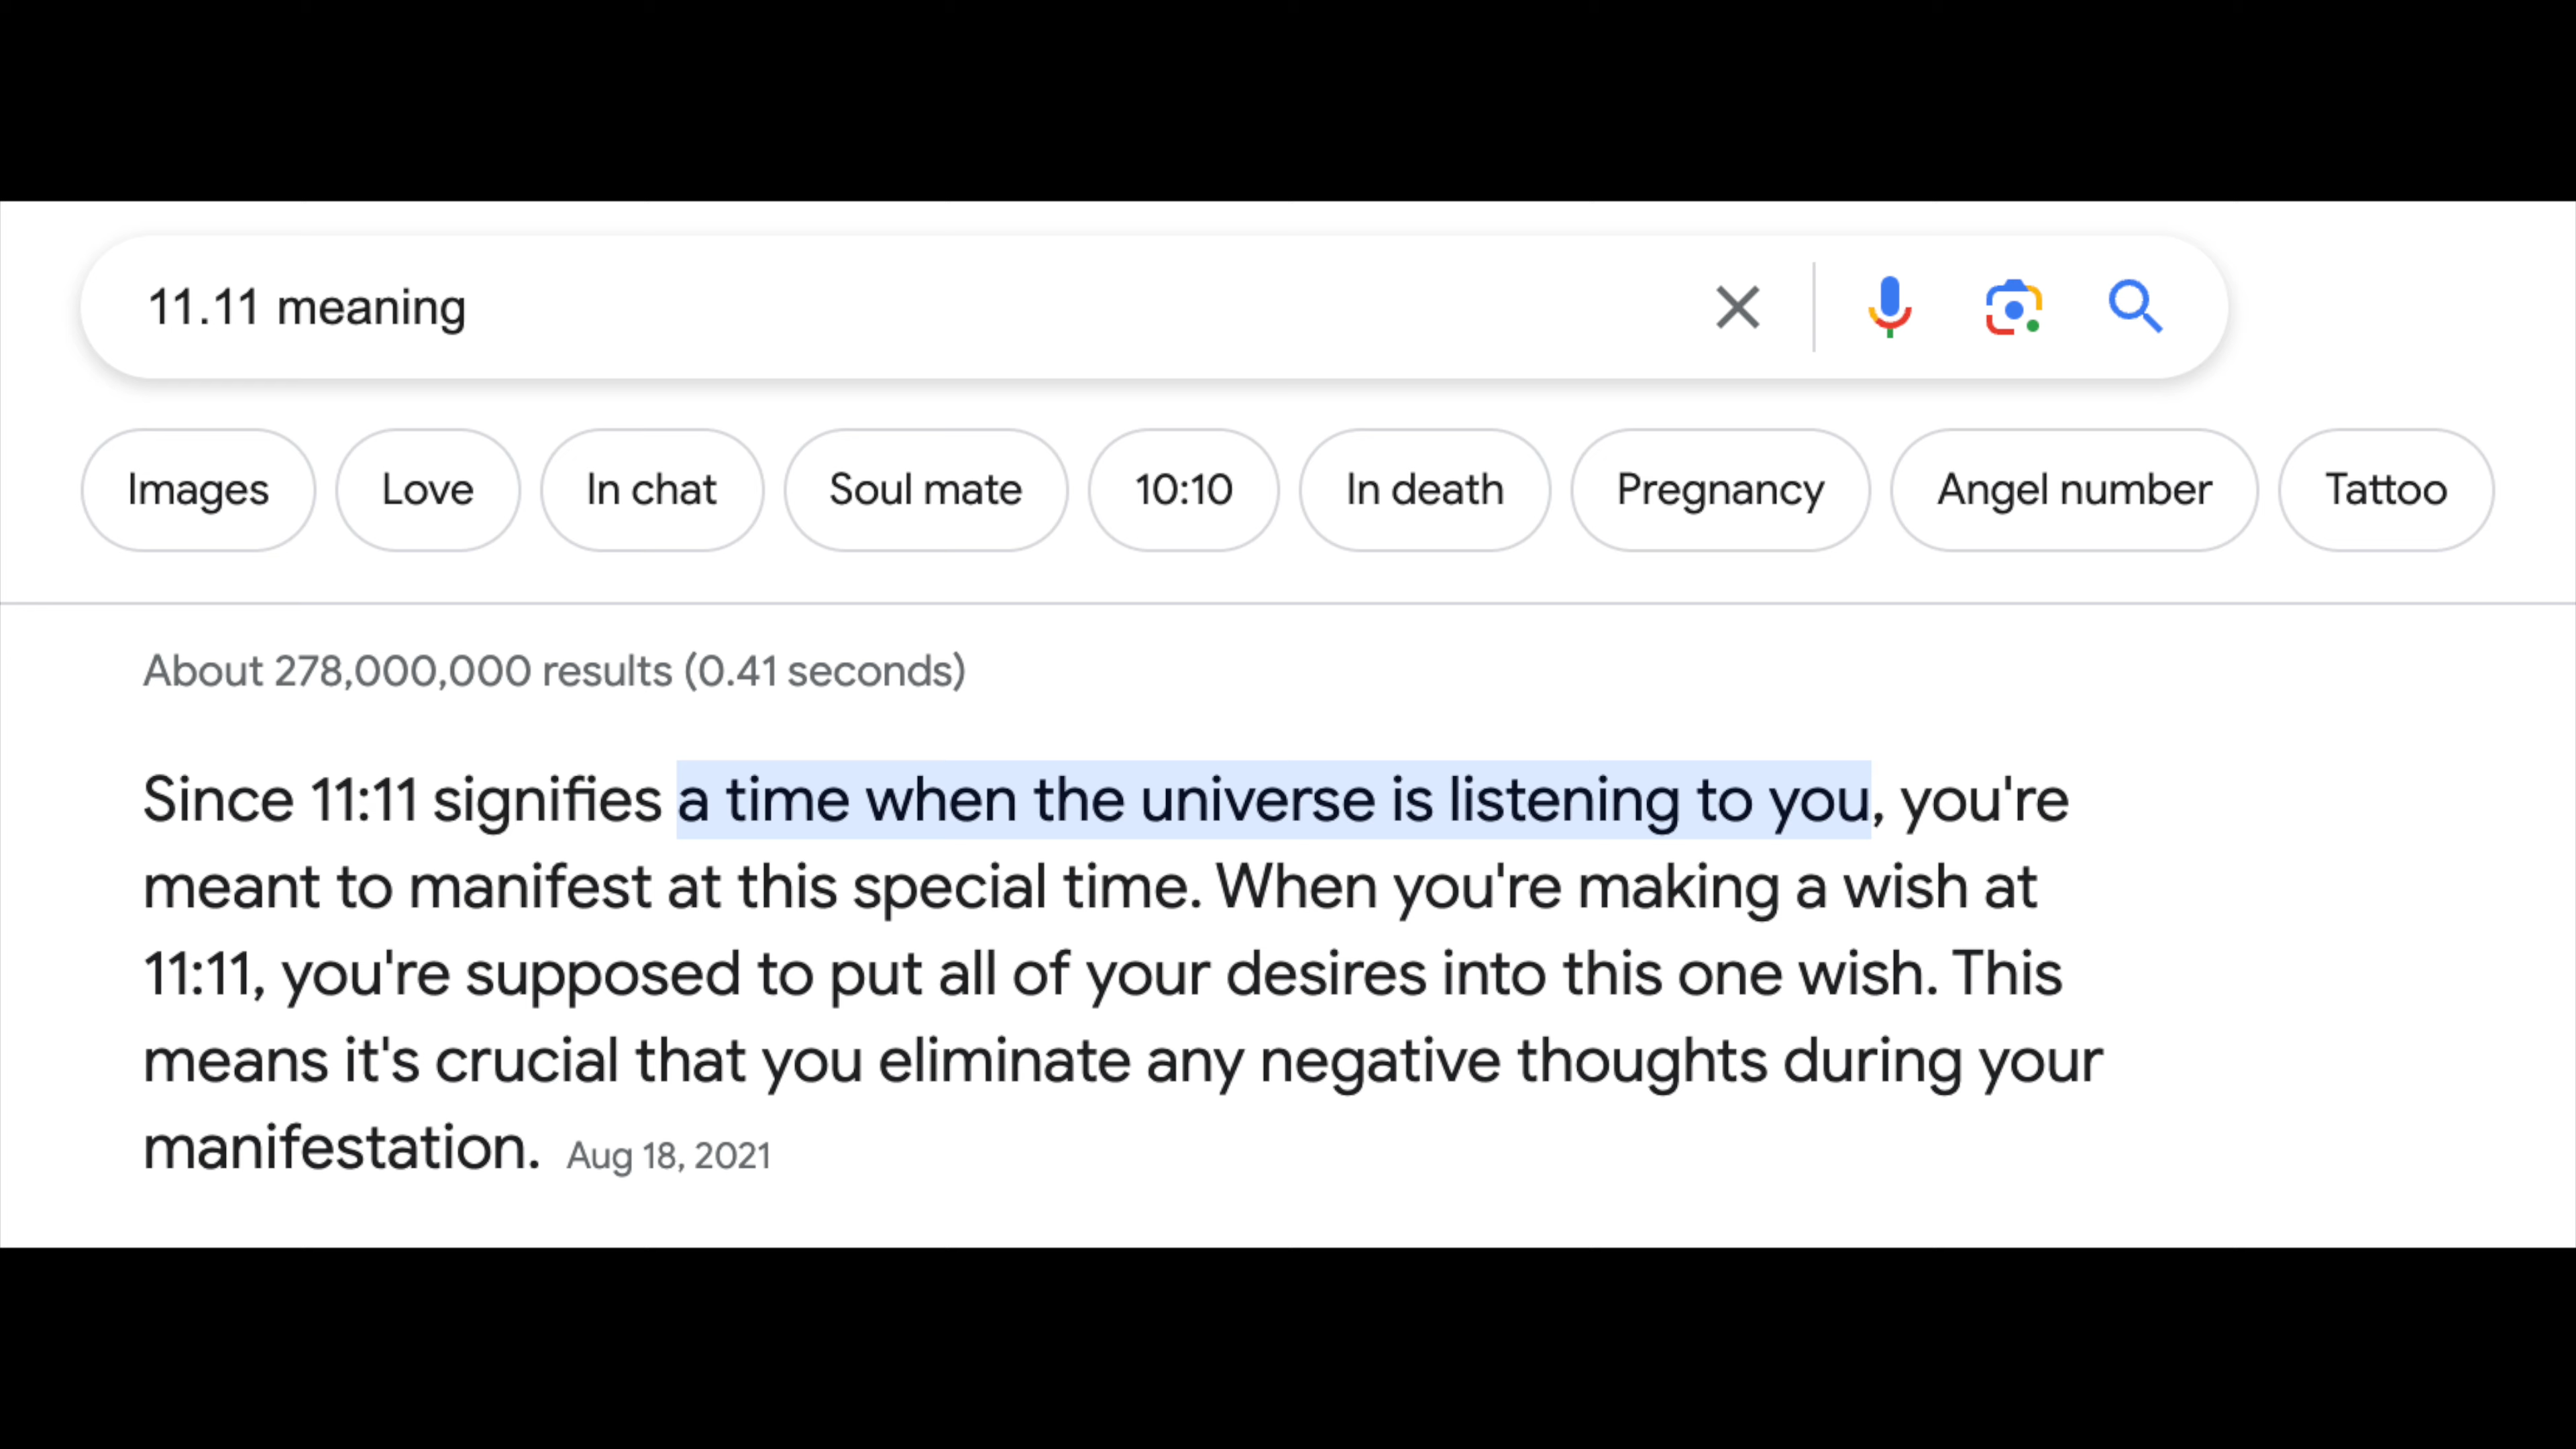 11.11 meaning
Images Love In chat Soul mate 10:10 In death Pregnancy Angel number Tattoo
About 278,000,000 results (0.41 seconds)
Since 11:11 signifies a time when the universe is listening to you, you're
meant to manifest at this special time. When you're making a wish at
11:11, you're supposed to put all of your desires into this one wish. This
means it's crucial that you eliminate any negative thoughts during your
manifestation. Aug 18, 2021